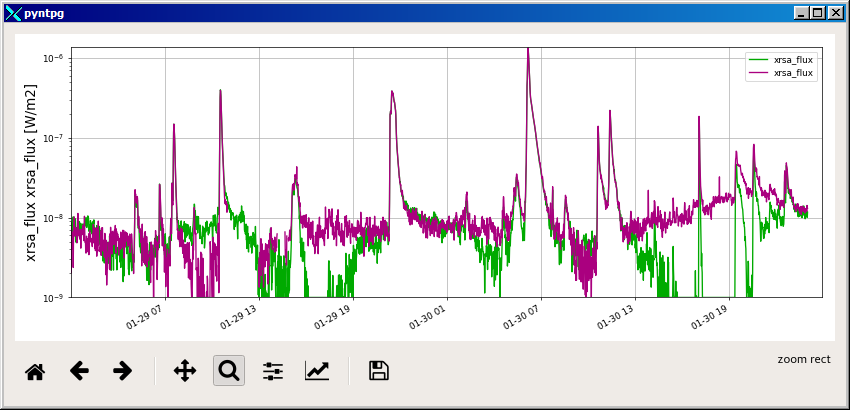 pyntpg
xrsa_flux xrsa_flux [W/m2]
10⁻⁶
10⁻⁷
10⁻⁸
10⁻⁹
xrsa_flux
xrsa_flux
01-29 07
01-29 13
01-29 19
01-30 01
01-30 07
01-30 13
01-30 19
zoom rect